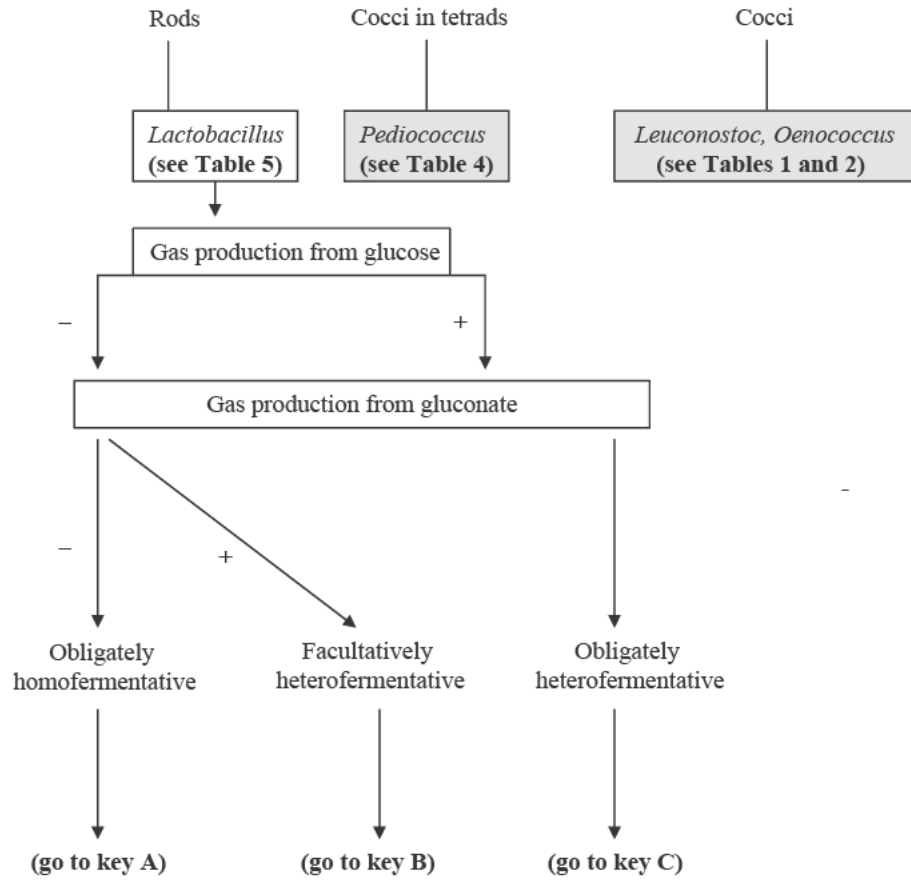 Rods
Cocci in tetrads
Cocci
Lactobacillus
(see Table 5)
Pediococcus
(see Table 4)
Leuconostoc, Oenococcus
(see Tables 1 and 2)
Gas production from glucose
–
+
Gas production from gluconate
-
–
+
Obligately
homofermentative
Facultatively
heterofermentative
Obligately
heterofermentative
(go to key A)
(go to key B)
(go to key C)